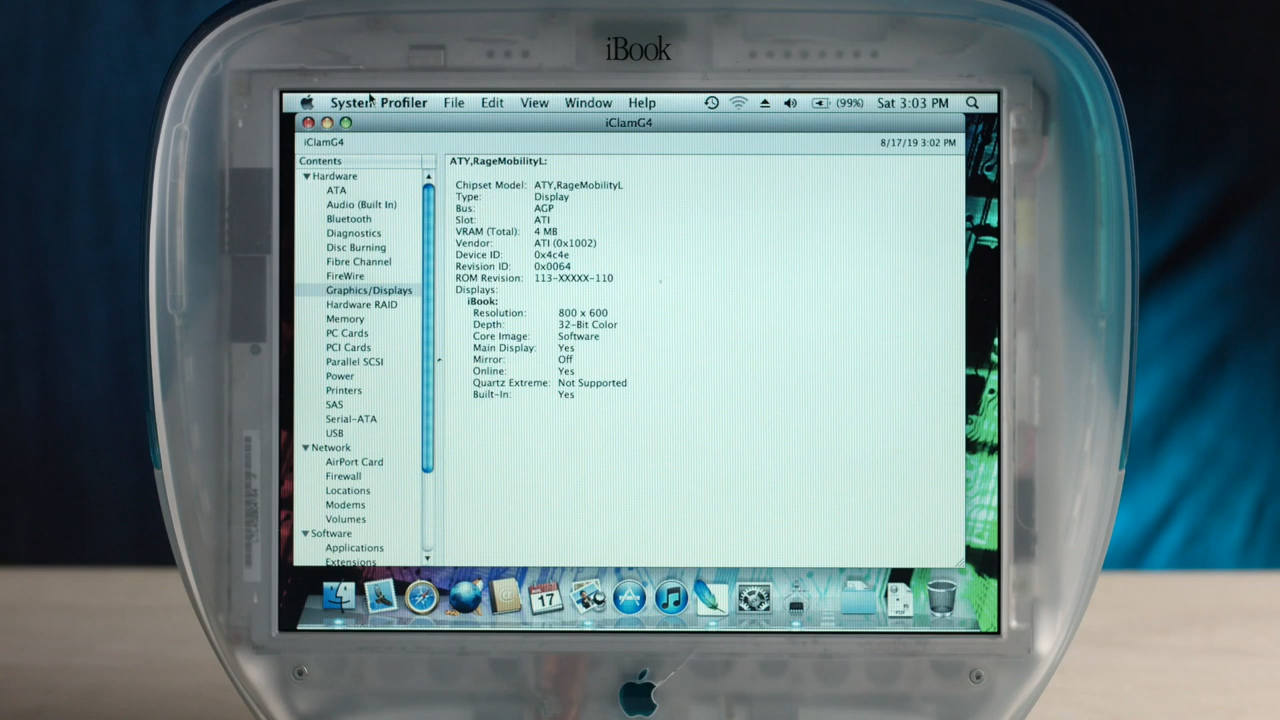 iBook
System Profiler File Edit View Window Help (99%) Sat 3:03 PM
iClamG4
iClamG4 8/17/19 3:02 PM
Contents
Hardware
ATA
Audio (Built In)
Bluetooth
Diagnostics
Disc Burning
Fibre Channel
FireWire
Graphics/Displays
Hardware RAID
Memory
PC Cards
PCI Cards
Parallel SCSI
Power
Printers
SAS
Serial-ATA
USB
Network
AirPort Card
Firewall
Locations
Modems
Volumes
Software
Applications
Extensions
ATY,RageMobilityL:
Chipset Model: ATY,RageMobilityL
Type: Display
Bus: AGP
Slot: ATI
VRAM (Total): 4 MB
Vendor: ATI (0x1002)
Device ID: 0x4c4e
Revision ID: 0x0064
ROM Revision: 113-XXXXX-110
Displays:
iBook:
Resolution: 800 x 600
Depth: 32-Bit Color
Core Image: Software
Main Display: Yes
Mirror: Off
Online: Yes
Quartz Extreme: Not Supported
Built-In: Yes
17